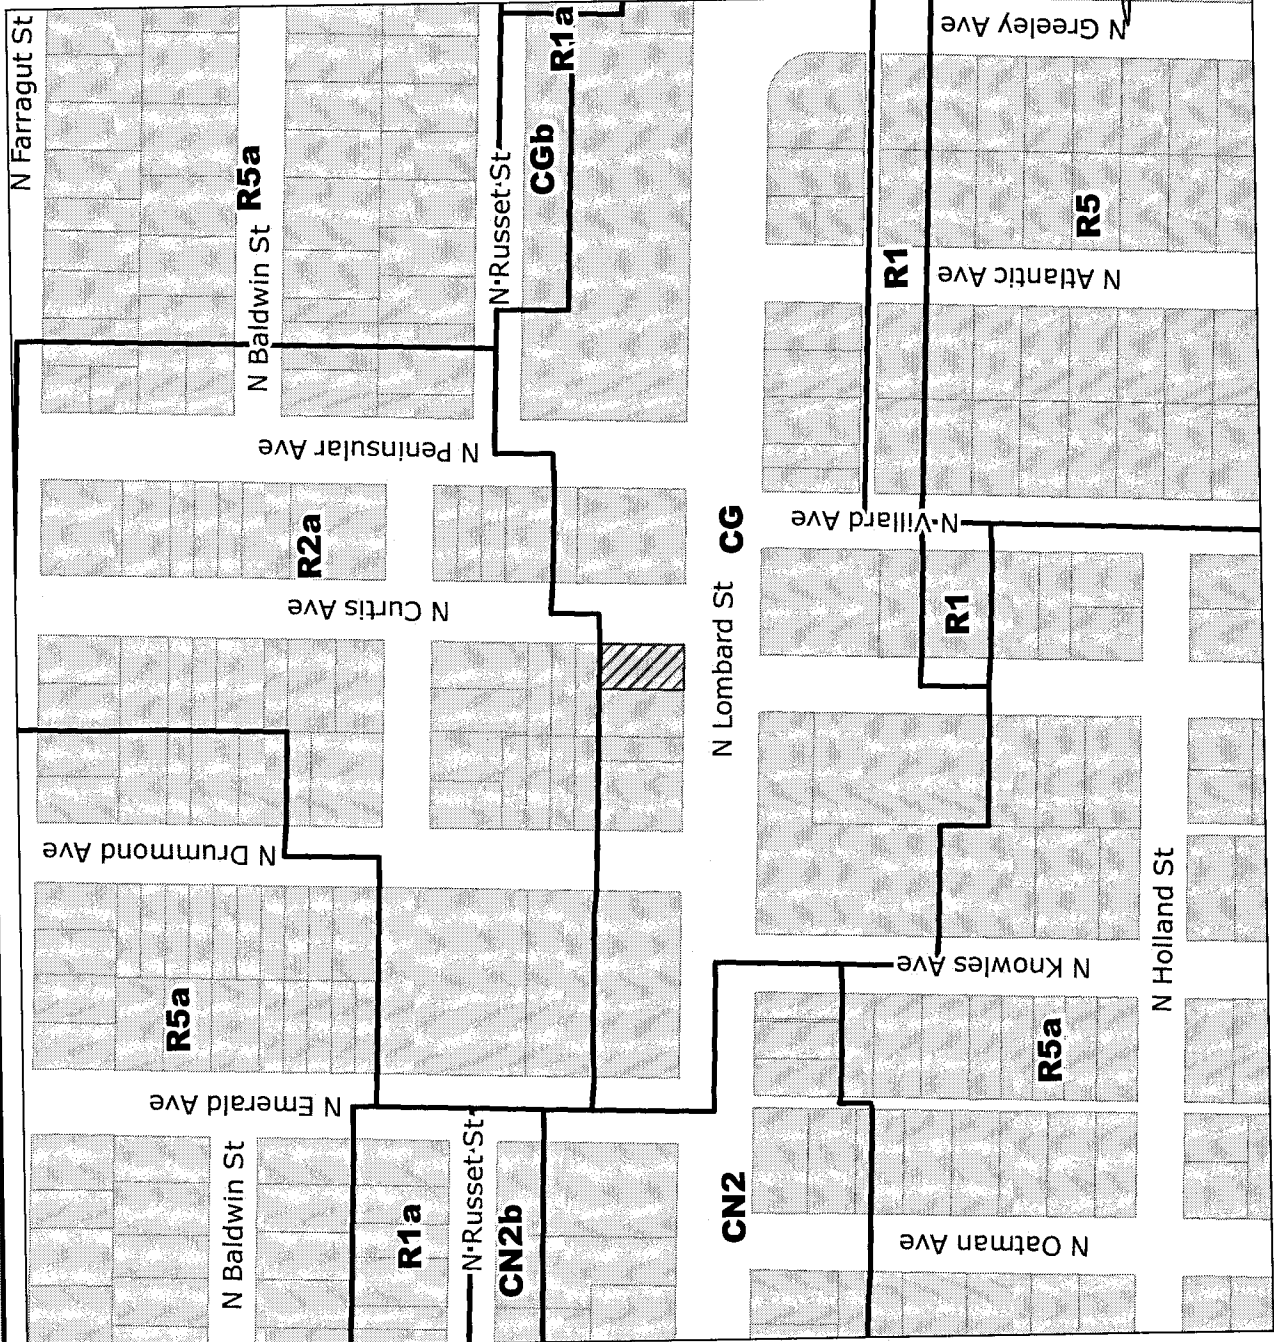 N Farragut St
R5a
N Baldwin St
N Russet St
CGb
R1a
N Greeley Ave
R5
R1
N Atlantic Ave
N Peninsular Ave
R2a
CG
N Villard Ave
N Curtis Ave
N Lombard St
R1
N Drummond Ave
R5a
N Holland St
N Knowles Ave
R5a
N Emerald Ave
N Baldwin St
R1a
N Russet St
CN2b
CN2
N Oatman Ave